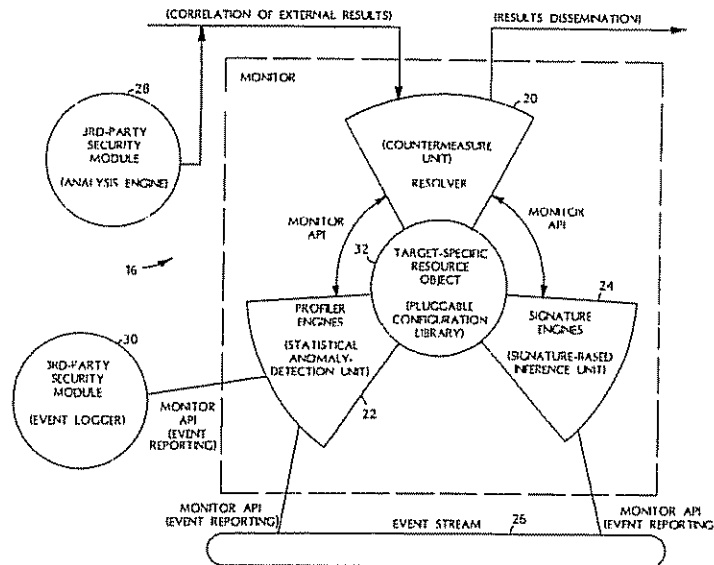 (CORRELATION OF EXTERNAL RESULTS)
(RESULTS DISSEMINATION)
MONITOR
28
3RD-PARTY
SECURITY
MODULE
(ANALYSIS ENGINE)
20
(COUNTERMEASURE
UNIT)
RESOLVER
MONITOR
API
MONITOR
API
16
32
TARGET-SPECIFIC
RESOURCE
OBJECT
(PLUGGABLE
CONFIGURATION
LIBRARY)
24
PROFILER
ENGINES
(STATISTICAL
ANOMALY-
DETECTION UNIT)
22
SIGNATURE
ENGINES
(SIGNATURE-BASED
INFERENCE UNIT)
30
3RD-PARTY
SECURITY
MODULE
(EVENT LOGGER)
MONITOR
API
(EVENT
REPORTING)
MONITOR API
(EVENT REPORTING)
EVENT STREAM
26
MONITOR API
(EVENT REPORTING